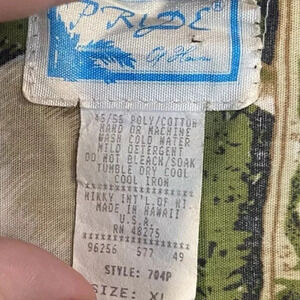 PRIDE®
Of Hawaii
45/55 POLY/COTTON
HAND OR MACHINE
WASH COLD WATER
MILD DETERGENT
DO NOT BLEACH/SOAK
TUMBLE DRY COOL
COOL IRON
********************
NIKKY INT'L. OF HI.
MADE IN HAWAII
U.S.A.
RN 48275
********************
96256 577 49
STYLE: 704P
SIZE: XL